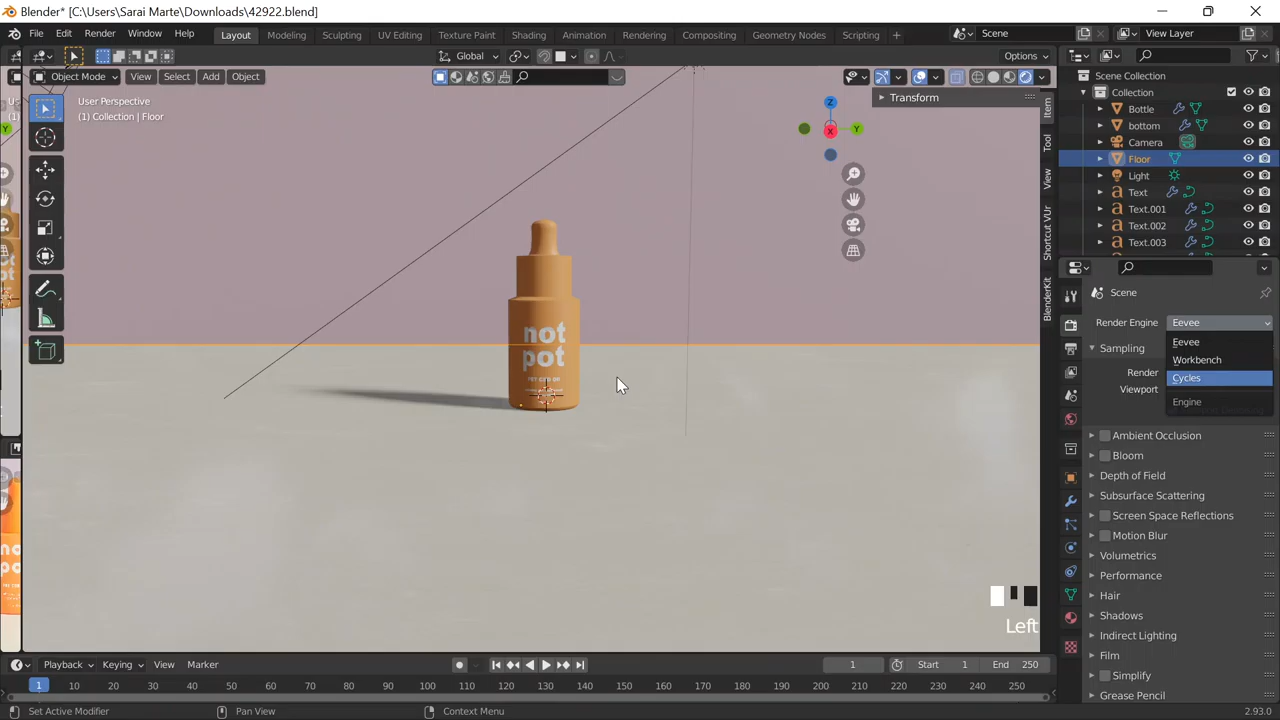 Blender* [C:\Users\Sarai Marte\Downloads\42922.blend]
File Edit Render Window Help Layout Modeling Sculpting UV Editing Texture Paint Shading Animation Rendering Compositing Geometry Nodes Scripting + Scene View Layer
Global Options
Object Mode View Select Add Object
User Perspective
(1) Collection | Floor
Transform
Z
Y
X
Item
Tool
View
Shortcut VUr
BlenderKit
Scene Collection
Collection
Bottle
bottom
Camera
Floor
Light
Text
Text.001
Text.002
Text.003
Scene
Render Engine Eevee
Eevee
Workbench
Cycles
Engine
Sampling
Render
Viewport
Ambient Occlusion
Bloom
Depth of Field
Subsurface Scattering
Screen Space Reflections
Motion Blur
Volumetrics
Performance
Hair
Shadows
Indirect Lighting
Film
Simplify
Grease Pencil
not
pot
Left
Playback Keying View Marker 1 Start 1 End 250
1 10 20 30 40 50 60 70 80 90 100 110 120 130 140 150 160 170 180 190 200 210 220 230 240 250
Set Active Modifier Pan View Context Menu 2.93.0